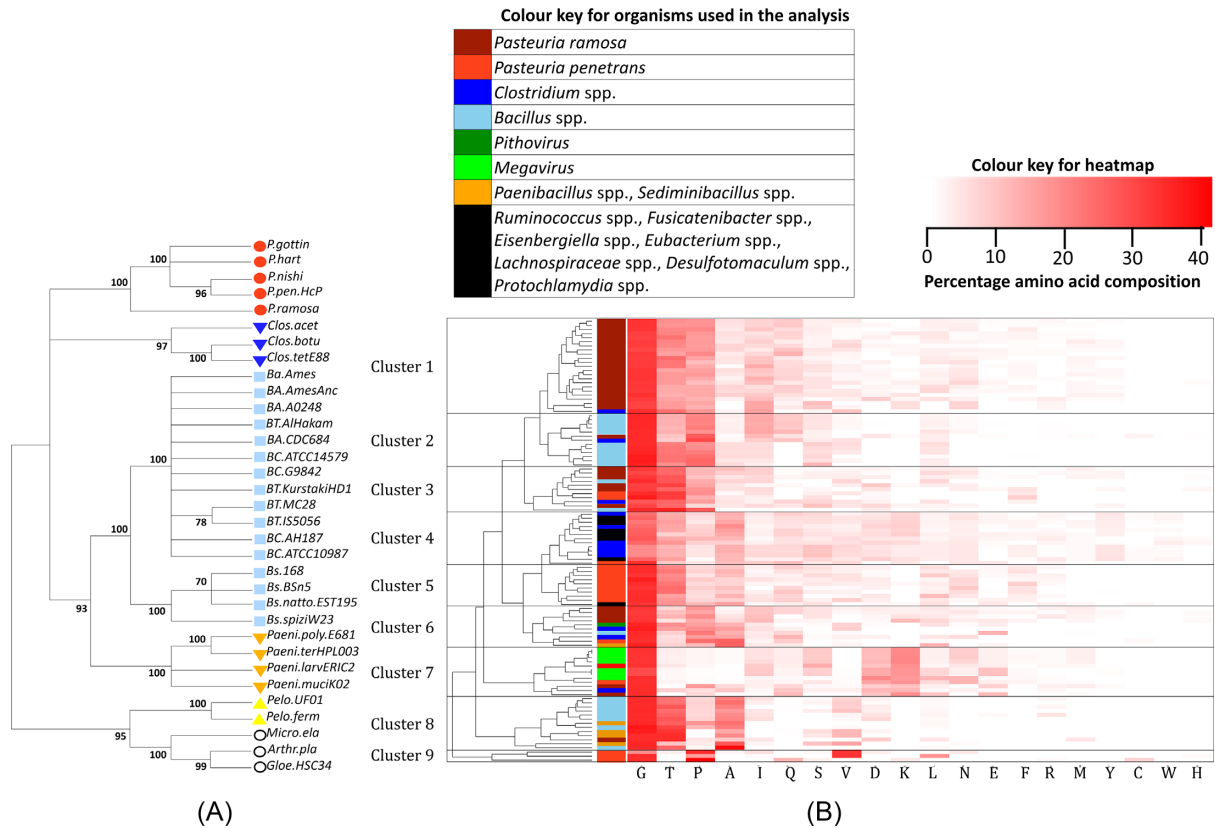 Colour key for organisms used in the analysis
Pasteuria ramosa
Pasteuria penetrans
Clostridium spp.
Bacillus spp.
Pithovirus
Megavirus
Paenibacillus spp., Sediminibacillus spp.
Ruminococcus spp., Fusicatenibacter spp.,
Eisenbergiella spp., Eubacterium spp.,
Lachnospiraceae spp., Desulfotomaculum spp.,
Protochlamydia spp.
Colour key for heatmap
0 10 20 30 40
Percentage amino acid composition
P.gottin
100
P.hart
P.nishi
100
P.pen.HcP
96
P.ramosa
Clos.acet
Clos.botu
97
Clos.tetE88
100
Ba.Ames
BA.AmesAnc
BA.A0248
BT.AlHakam
BA.CDC684
BC.ATCC14579
100
BC.G9842
BT.KurstakiHD1
BT.MC28
BT.IS5056
78
BC.AH187
100
BC.ATCC10987
Bs.168
70
Bs.BSn5
Bs.natto.EST195
93
100
Bs.spiziW23
Paeni.poly.E681
100
Paeni.terHPL003
Paeni.larvERIC2
100
Paeni.muciK02
Pelo.UF01
100
Pelo.ferm
Micro.ela
95
Arthr.pla
100
Gloe.HSC34
99
(A)
Cluster 1
Cluster 2
Cluster 3
Cluster 4
Cluster 5
Cluster 6
Cluster 7
Cluster 8
Cluster 9
G T P A I Q S V D K L N E F R M Y C W H
(B)